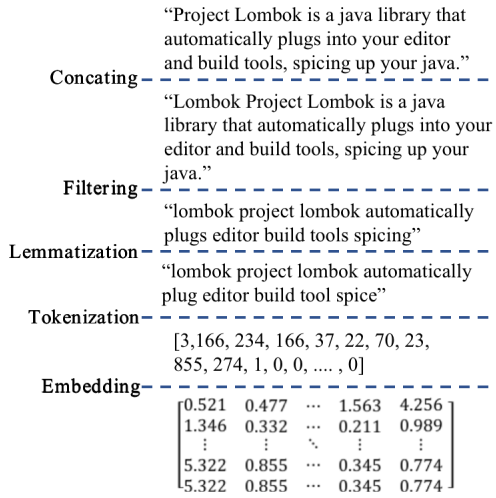 “Project Lombok is a java library that
automatically plugs into your editor
and build tools, spicing up your java.”
Concating
“Lombok Project Lombok is a java
library that automatically plugs into your
editor and build tools, spicing up your
java.”
Filtering
“lombok project lombok automatically
plugs editor build tools spicing”
Lemmatization
“lombok project lombok automatically
plug editor build tool spice”
Tokenization
[3,166, 234, 166, 37, 22, 70, 23,
855, 274, 1, 0, 0, .... , 0]
Embedding
0.521 0.477 ⋯ 1.563 4.256
1.346 0.332 ⋯ 0.211 0.989
⋮ ⋮ ⋱ ⋮ ⋮
5.322 0.855 ⋯ 0.345 0.774
5.322 0.855 ⋯ 0.345 0.774